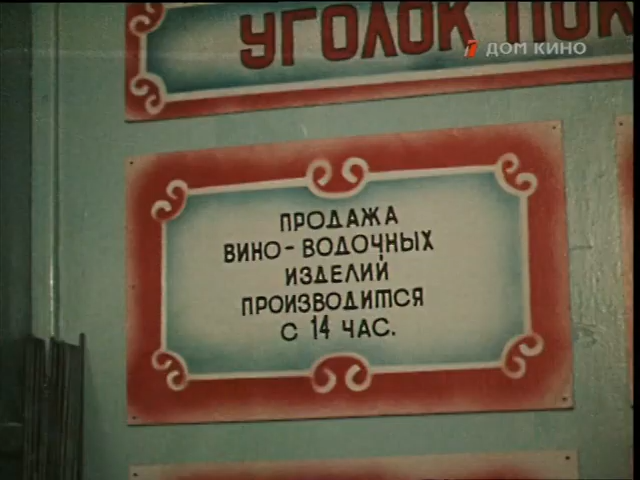 УГОЛОК
ДОМ КИНО
ПРОДАЖА
ВИНО-ВОДОЧНЫХ
ИЗДЕЛИЙ
ПРОИЗВОДИТСЯ
С 14 ЧАС.